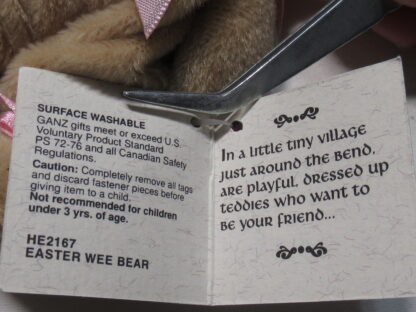 SURFACE WASHABLE
GANZ gifts meet or exceed U.S.
Voluntary Product Standard
PS 72-76 and all Canadian Safety
Regulations.
Caution: Completely remove all tags
and discard fastener pieces before
giving item to a child.
Not recommended for children
under 3 yrs. of age.
HE2167
EASTER WEE BEAR
In a little tiny village
just around the bend,
are playful, dressed up
teddies who want to
be your friend...